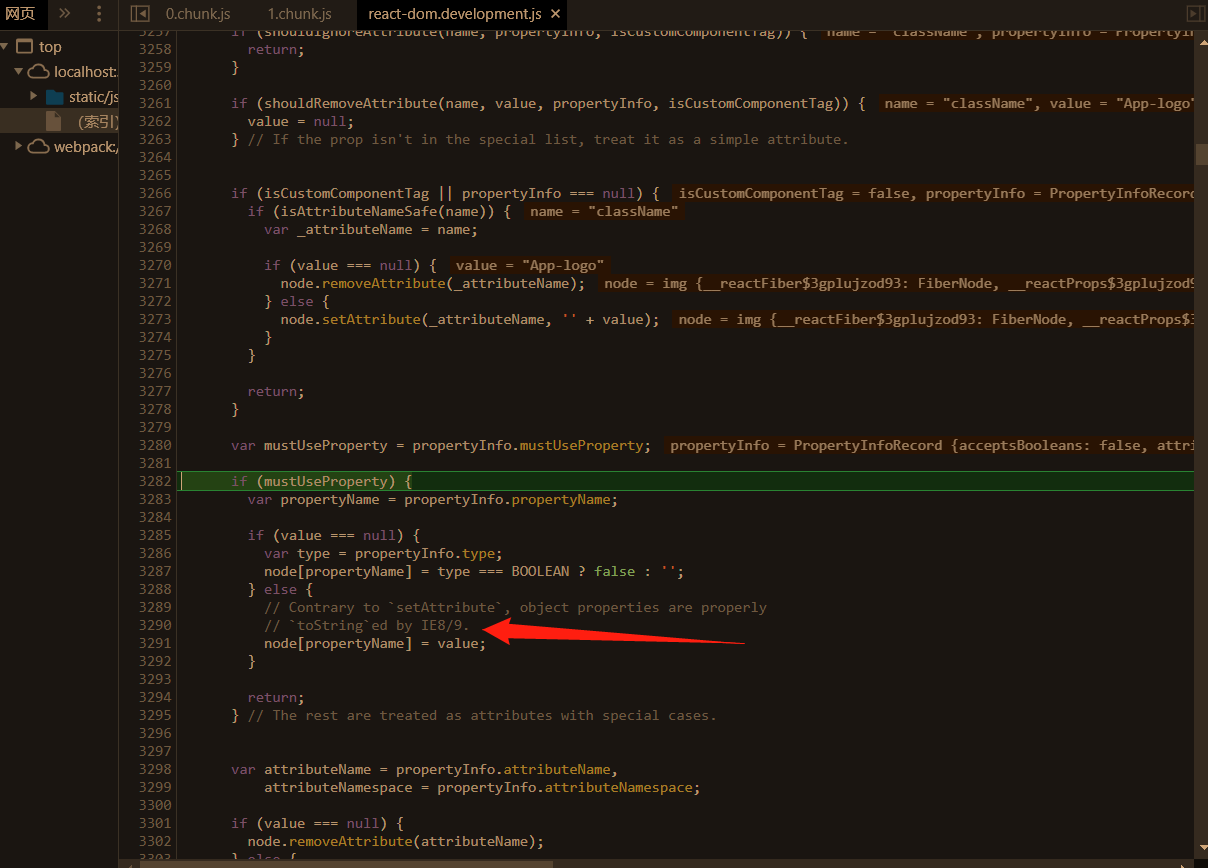 网页
0.chunk.js 1.chunk.js react-dom.development.js ×
top
localhost:
static/js
(索引)
webpack:/
3257 if (shouldIgnoreAttribute(name, propertyInfo, isCustomComponentTag)) { name = "className", propertyInfo = PropertyIn
3258 return;
3259 }
3260
3261 if (shouldRemoveAttribute(name, value, propertyInfo, isCustomComponentTag)) { name = "className", value = "App-logo"
3262 value = null;
3263 } // If the prop isn't in the special list, treat it as a simple attribute.
3264
3265
3266 if (isCustomComponentTag || propertyInfo === null) { isCustomComponentTag = false, propertyInfo = PropertyInfoRecord
3267 if (isAttributeNameSafe(name)) { name = "className"
3268 var _attributeName = name;
3269
3270 if (value === null) { value = "App-logo"
3271 node.removeAttribute(_attributeName); node = img {__reactFiber$3gplujzod93: FiberNode, __reactProps$3gplujzod9
3272 } else {
3273 node.setAttribute(_attributeName, '' + value); node = img {__reactFiber$3gplujzod93: FiberNode, __reactProps$3
3274 }
3275 }
3276
3277 return;
3278 }
3279
3280 var mustUseProperty = propertyInfo.mustUseProperty; propertyInfo = PropertyInfoRecord {acceptsBooleans: false, attri
3281
3282 if (mustUseProperty) {
3283 var propertyName = propertyInfo.propertyName;
3284
3285 if (value === null) {
3286 var type = propertyInfo.type;
3287 node[propertyName] = type === BOOLEAN ? false : '';
3288 } else {
3289 // Contrary to `setAttribute`, object properties are properly
3290 // `toString`ed by IE8/9.
3291 node[propertyName] = value;
3292 }
3293
3294 return;
3295 } // The rest are treated as attributes with special cases.
3296
3297
3298 var attributeName = propertyInfo.attributeName,
3299 attributeNamespace = propertyInfo.attributeNamespace;
3300
3301 if (value === null) {
3302 node.removeAttribute(attributeName);
3303 } else {